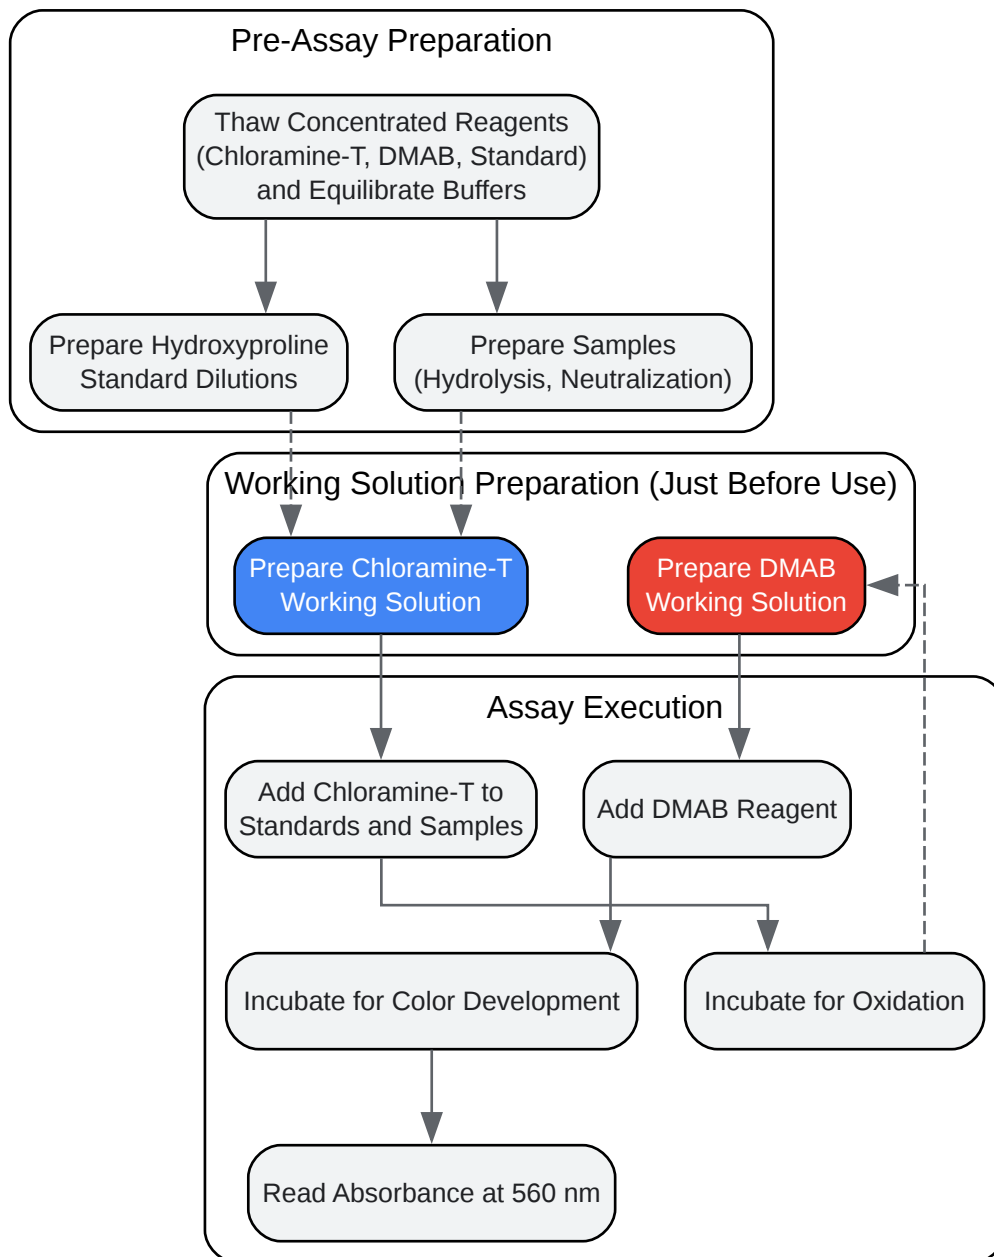 Pre-Assay Preparation
Thaw Concentrated Reagents
(Chloramine-T, DMAB, Standard)
and Equilibrate Buffers
Prepare Hydroxyproline
Standard Dilutions
Prepare Samples
(Hydrolysis, Neutralization)
Working Solution Preparation (Just Before Use)
Prepare Chloramine-T
Working Solution
Prepare DMAB
Working Solution
Assay Execution
Add Chloramine-T to
Standards and Samples
Add DMAB Reagent
Incubate for Color Development
Incubate for Oxidation
Read Absorbance at 560 nm